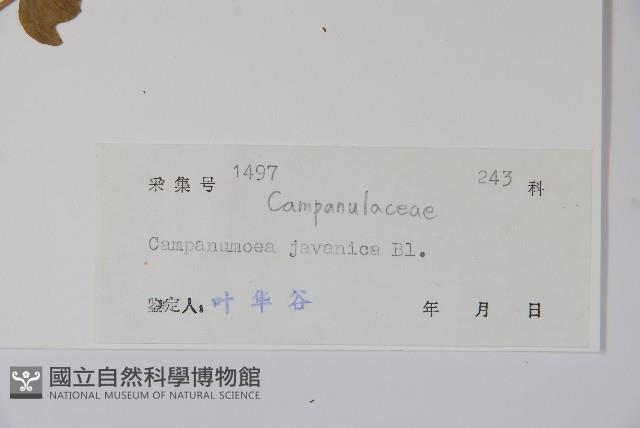 采集号 1497 243 科
Campanulaceae
Campanumoea javanica Bl.
鉴定人: 叶华谷 年 月 日
國立自然科學博物館
NATIONAL MUSEUM OF NATURAL SCIENCE